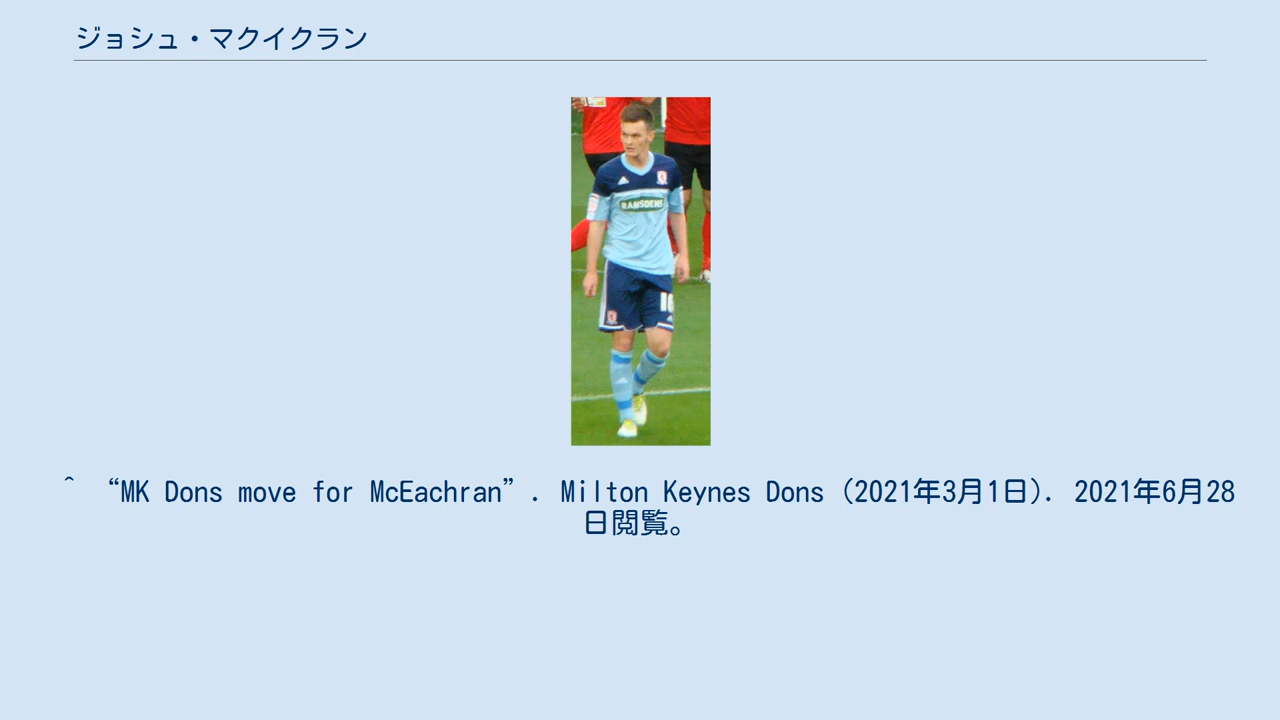 ジョシュ・マクイクラン
RAMSDENS
10
^ “MK Dons move for McEachran”. Milton Keynes Dons (2021年3月1日). 2021年6月28
日閲覧。